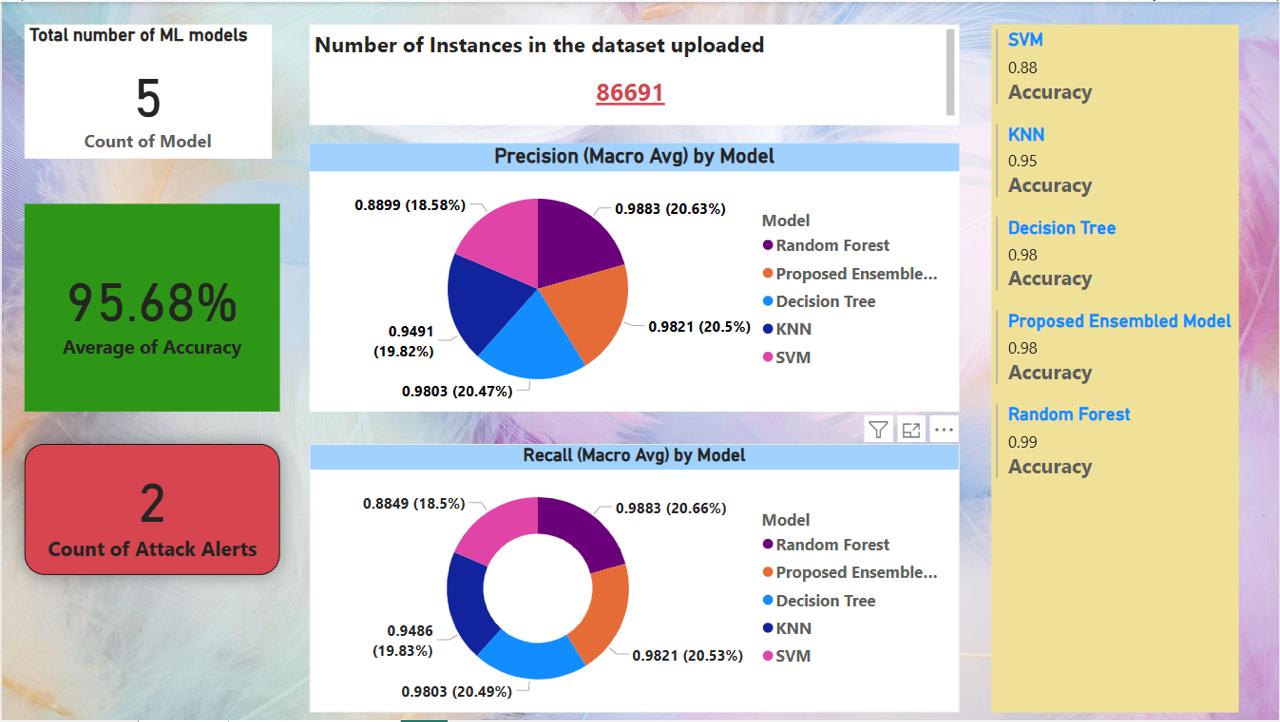 Total number of ML models
5
Count of Model
95.68%
Average of Accuracy
2
Count of Attack Alerts
Number of Instances in the dataset uploaded
86691
Precision (Macro Avg) by Model
0.8899 (18.58%)
0.9883 (20.63%)
0.9821 (20.5%)
0.9491
(19.82%)
0.9803 (20.47%)
Model
Random Forest
Proposed Ensemble...
Decision Tree
KNN
SVM
Recall (Macro Avg) by Model
0.8849 (18.5%)
0.9883 (20.66%)
0.9486
(19.83%)
0.9821 (20.53%)
0.9803 (20.49%)
Model
Random Forest
Proposed Ensemble...
Decision Tree
KNN
SVM
SVM
0.88
Accuracy
KNN
0.95
Accuracy
Decision Tree
0.98
Accuracy
Proposed Ensembled Model
0.98
Accuracy
Random Forest
0.99
Accuracy